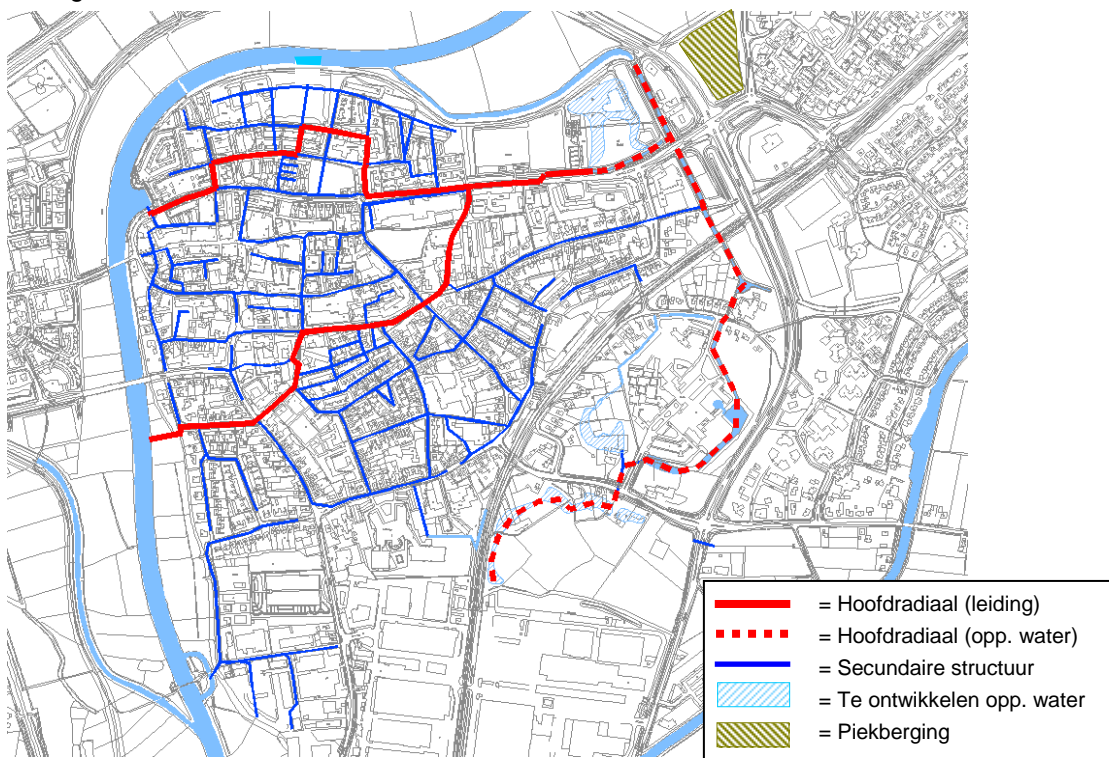 = Hoofdradiaal (leiding)
= Hoofdradiaal (opp. water)
= Secundaire structuur
= Te ontwikkelen opp. water
= Piekberging